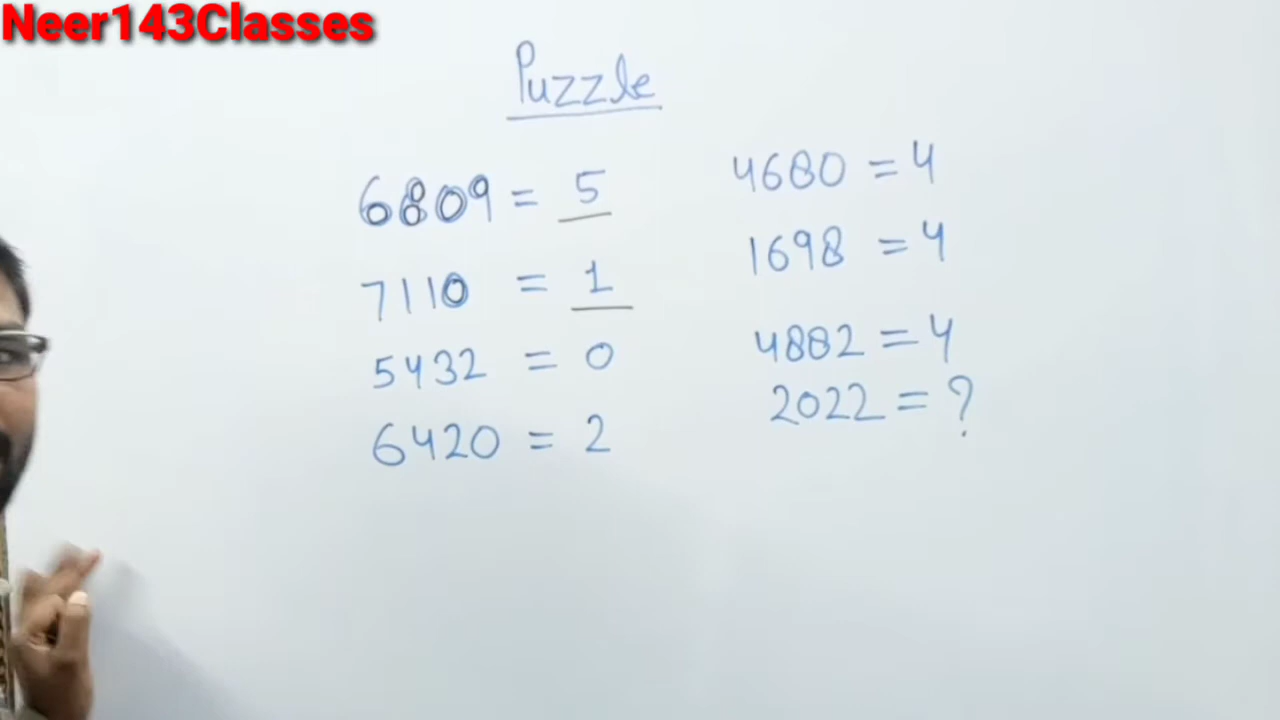 Neer143Classes
Puzzle
6809 = 5
7110 = 1
5432 = 0
6420 = 2
4680 = 4
1698 = 4
4882 = 4
2022 = ?